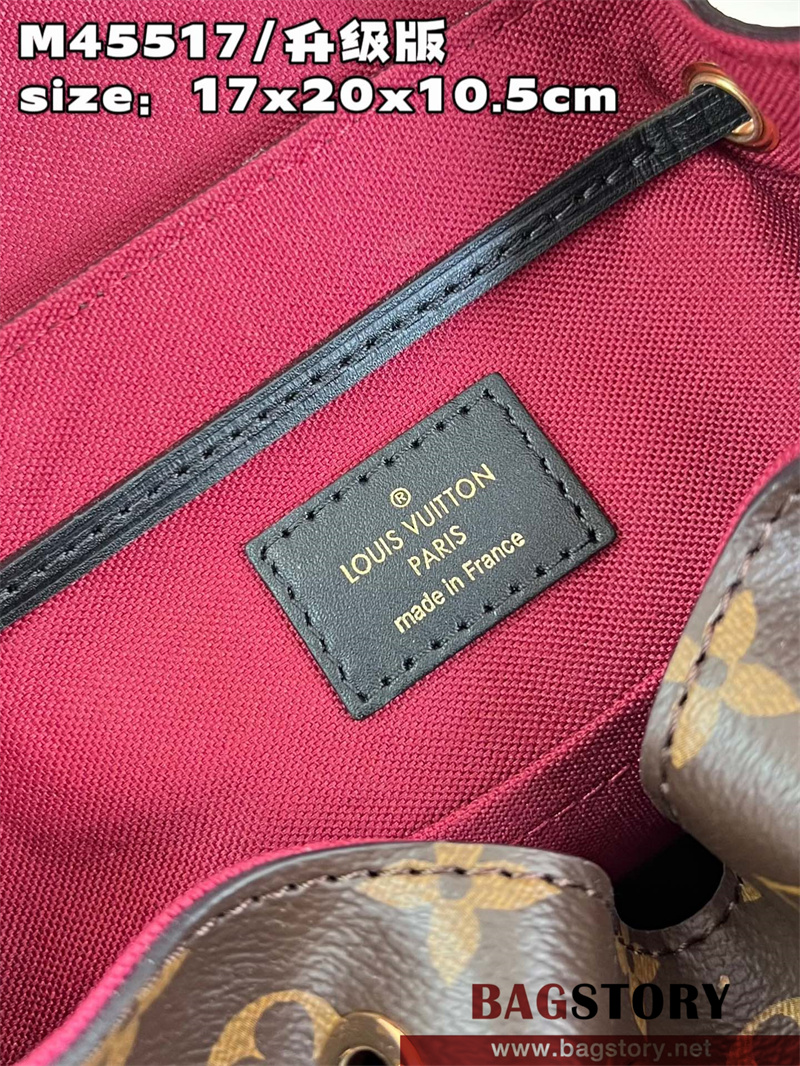 M45517/升级版
size：17x20x10.5cm
®
LOUIS VUITTON
PARIS
made in France
BAGSTORY
www.bagstory.net